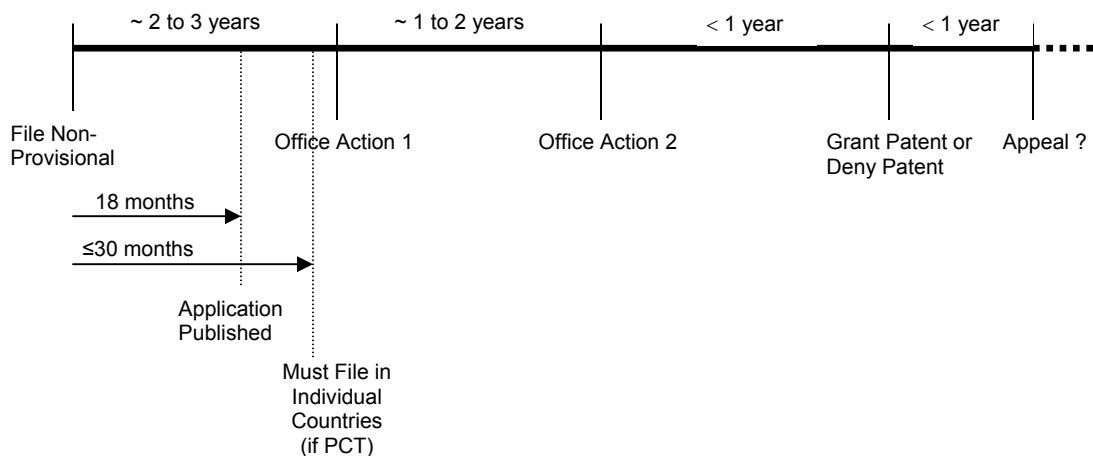 ~ 2 to 3 years
~ 1 to 2 years
< 1 year
< 1 year
File Non-
Provisional
Office Action 1
Office Action 2
Grant Patent or
Deny Patent
Appeal ?
18 months
≤30 months
Application
Published
Must File in
Individual
Countries
(if PCT)